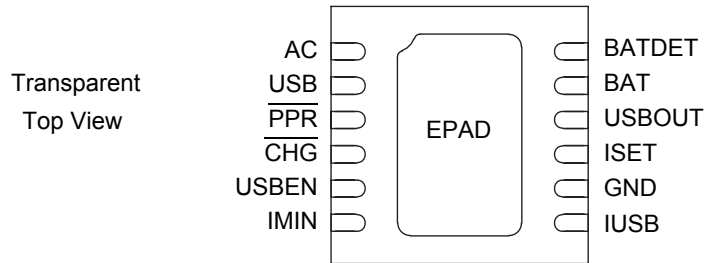 Transparent
Top View
AC
USB
PPR
CHG
USBEN
IMIN
EPAD
BATDET
BAT
USBOUT
ISET
GND
IUSB